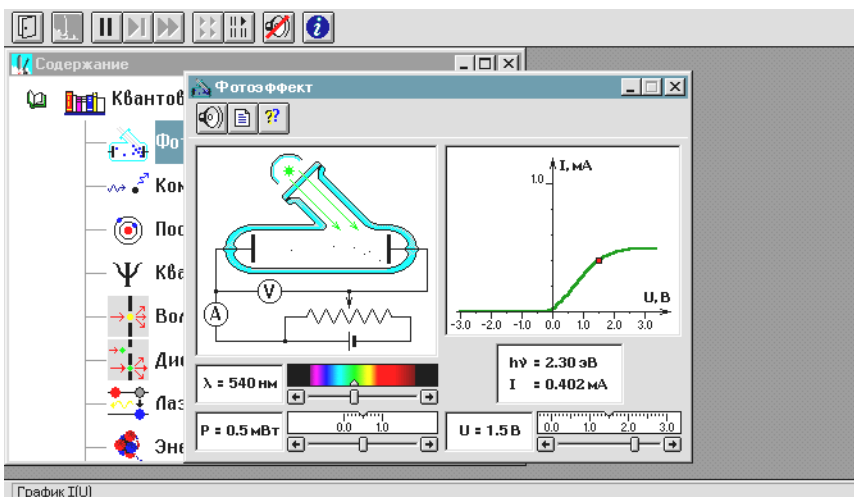 Содержание
Фотоэффект
Квантов
Фо
Ком
Пос
Ква
Вол
Ди
Лаз
Эне
V
A
I, мА
1.0
U, В
-3.0 -2.0 -1.0 0 1.0 2.0 3.0
hν = 2.30 эВ
I = 0.402 мА
λ = 540 нм
P = 0.5 мВт
0.0 1.0
U = 1.5 В
0.0 1.0 2.0 3.0
График I(U)